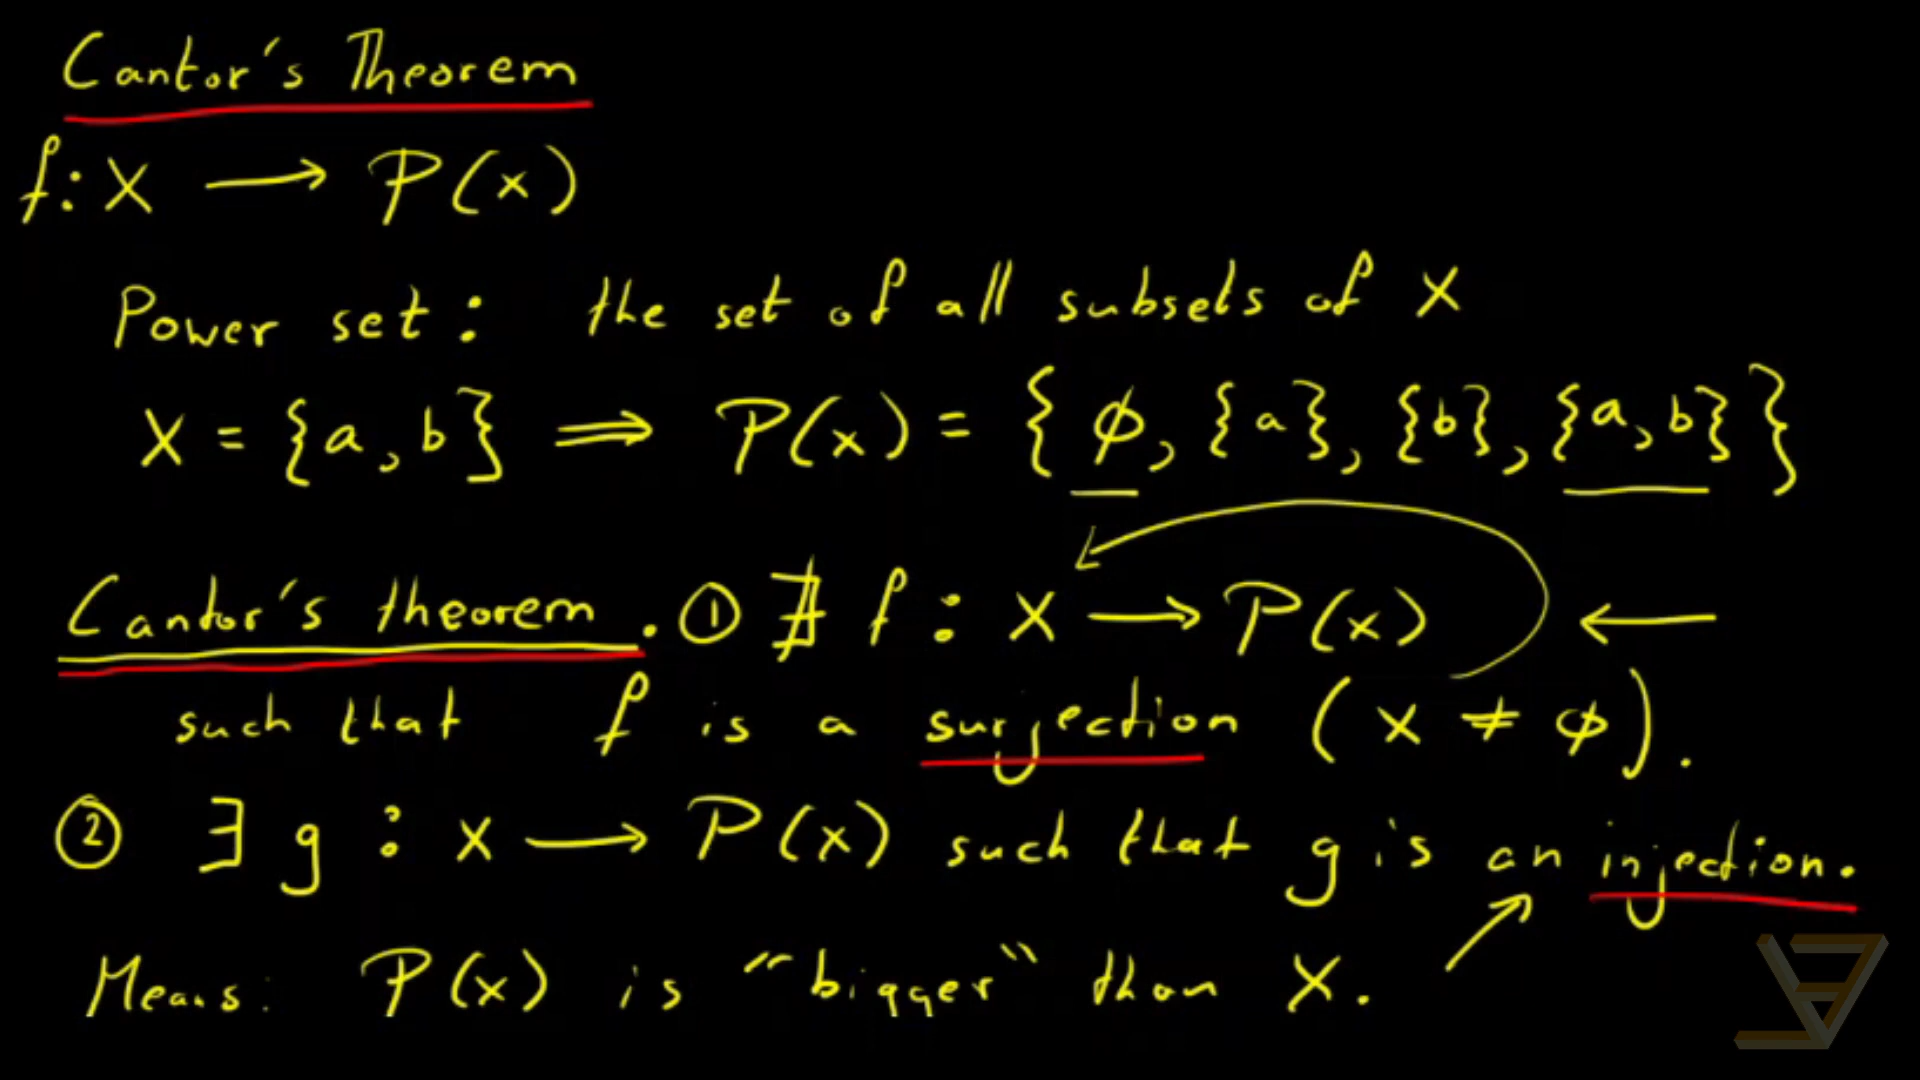 Cantor's Theorem
f: X → P(x)
Power set: the set of all subsets of X
X = {a, b} ⟹ P(x) = { ϕ, {a}, {b}, {a, b} }
Cantor's theorem. ① ∄ f : X → P(x) ←
such that f is a surjection (X ≠ ϕ).
② ∃ g : X → P(x) such that g is an injection.
Means: P(x) is "bigger" than X.